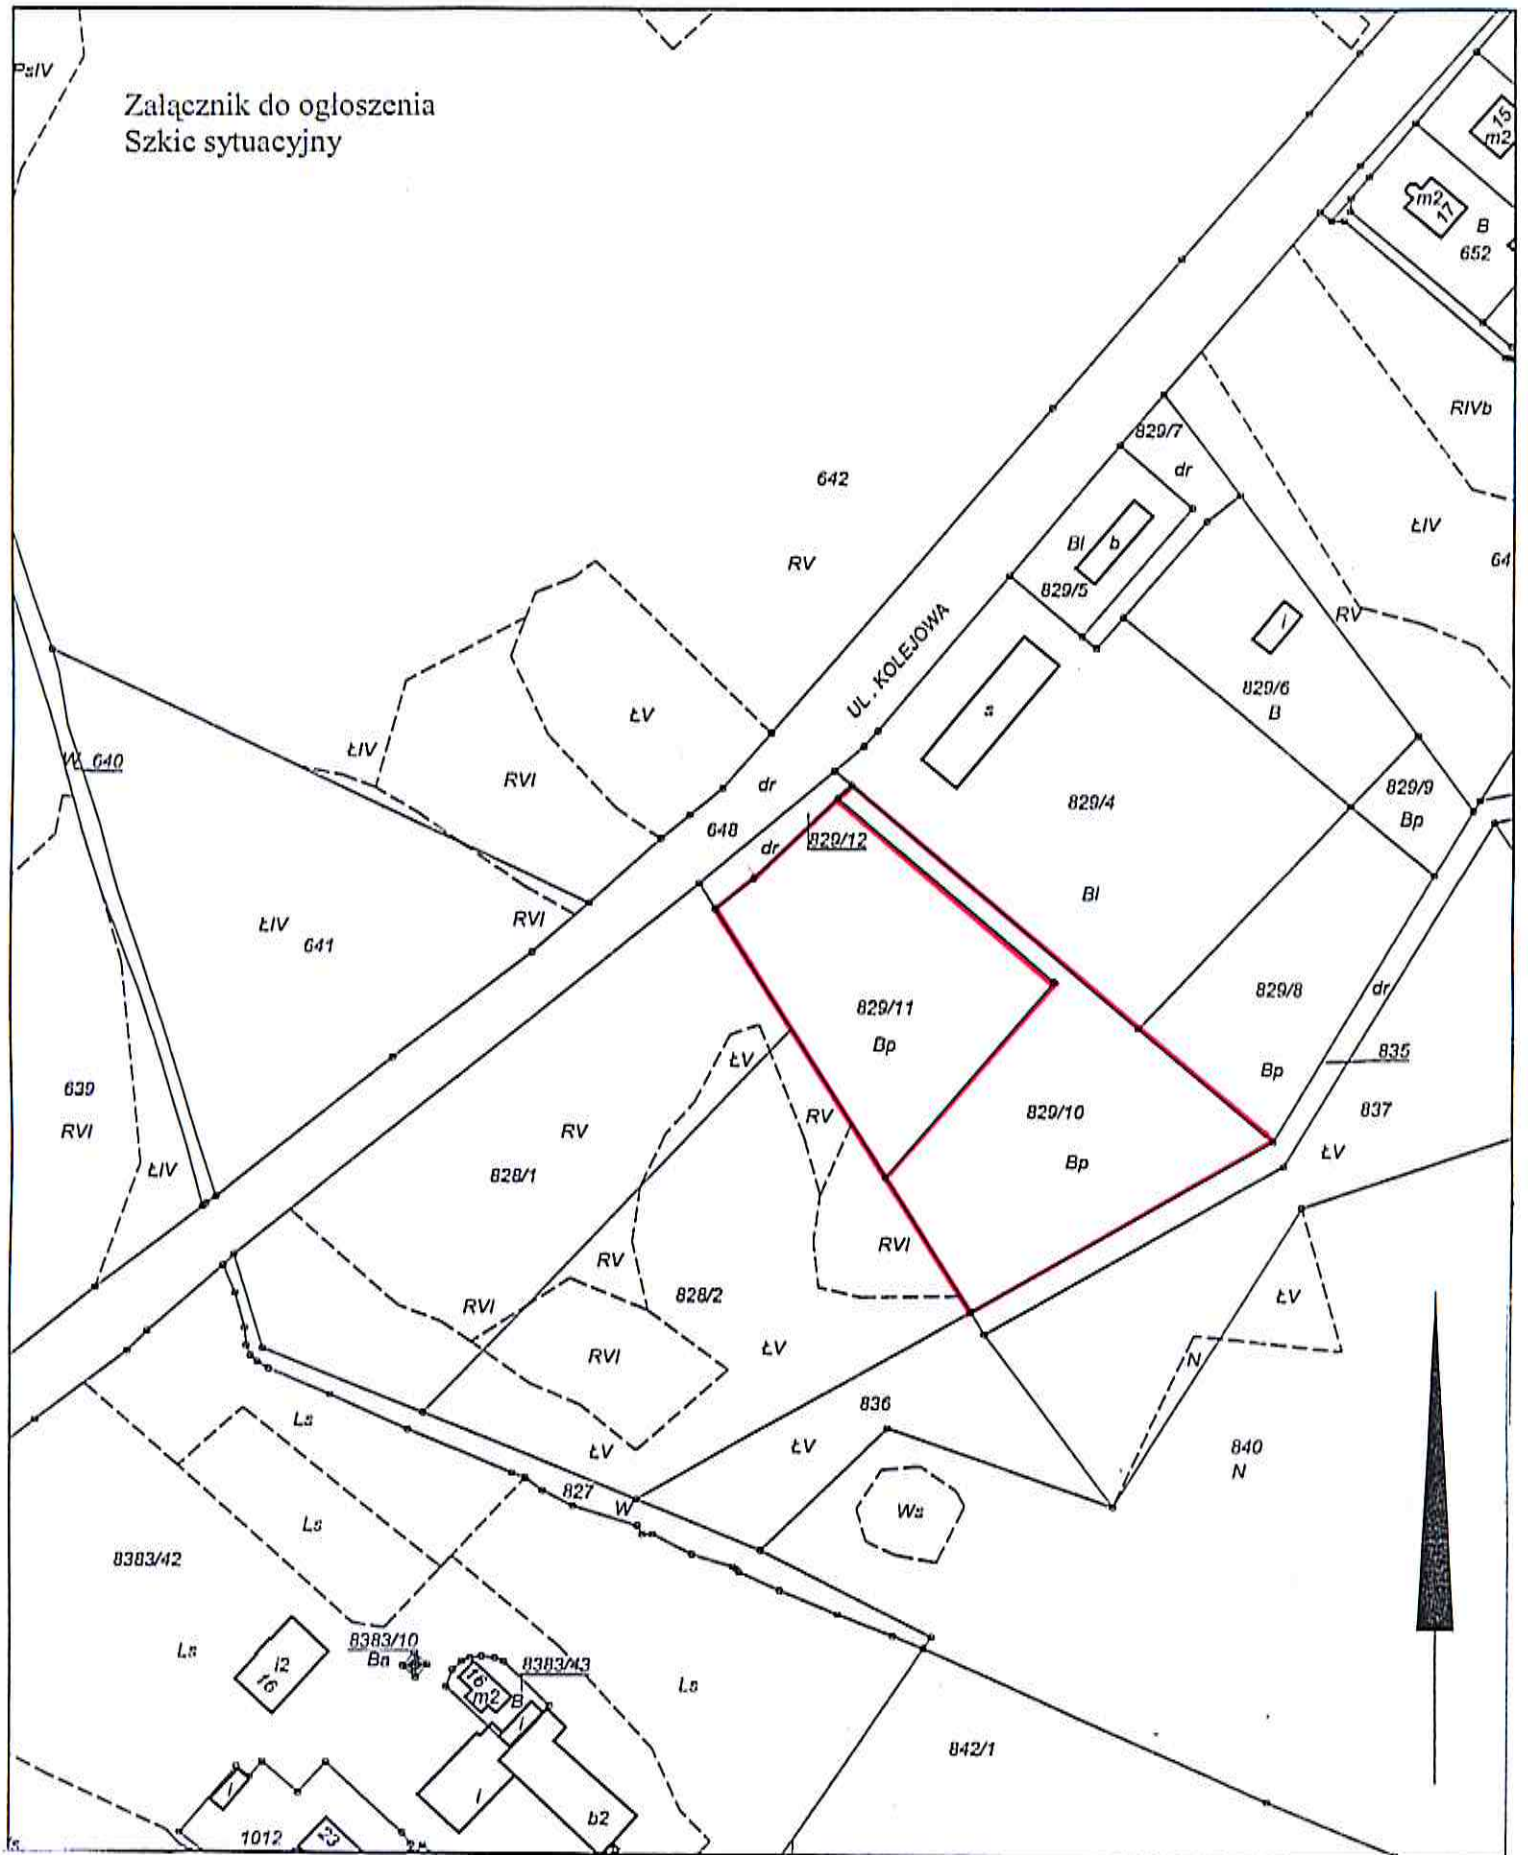 PsIV
Załącznik do ogłoszenia
Szkic sytuacyjny
15
m2
m2
17
B
652
RIVb
829/7
dr
642
ŁIV
RV
Bl
b
829/5
64
i
RV
UL. KOLEJOWA
829/6
B
ŁV
s
W 640
ŁIV
RVI
dr
829/9
Bp
829/4
648
dr
829/12
Bl
ŁIV
641
RVI
829/8
dr
829/11
Bp
835
ŁV
Bp
639
RVI
RV
RV
829/10
837
ŁIV
828/1
Bp
ŁV
RVI
RV
828/2
RVI
ŁV
RVI
ŁV
N
836
Ls
ŁV
ŁV
840
N
827
W
Ws
Ls
8383/42
8383/10
Ba
8383/43
Ls
i2
16
16
m2
B
i
Ls
842/1
i
i
b2
1012
23